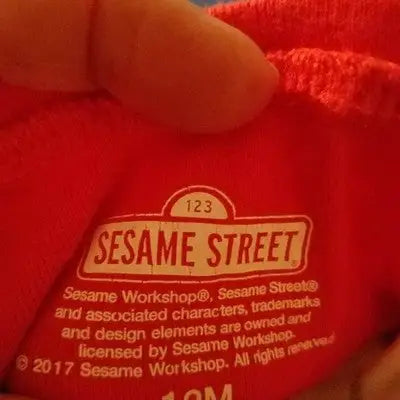 123
SESAME STREET®
Sesame Workshop®, Sesame Street®
and associated characters, trademarks
and design elements are owned and
licensed by Sesame Workshop.
© 2017 Sesame Workshop. All rights reserved